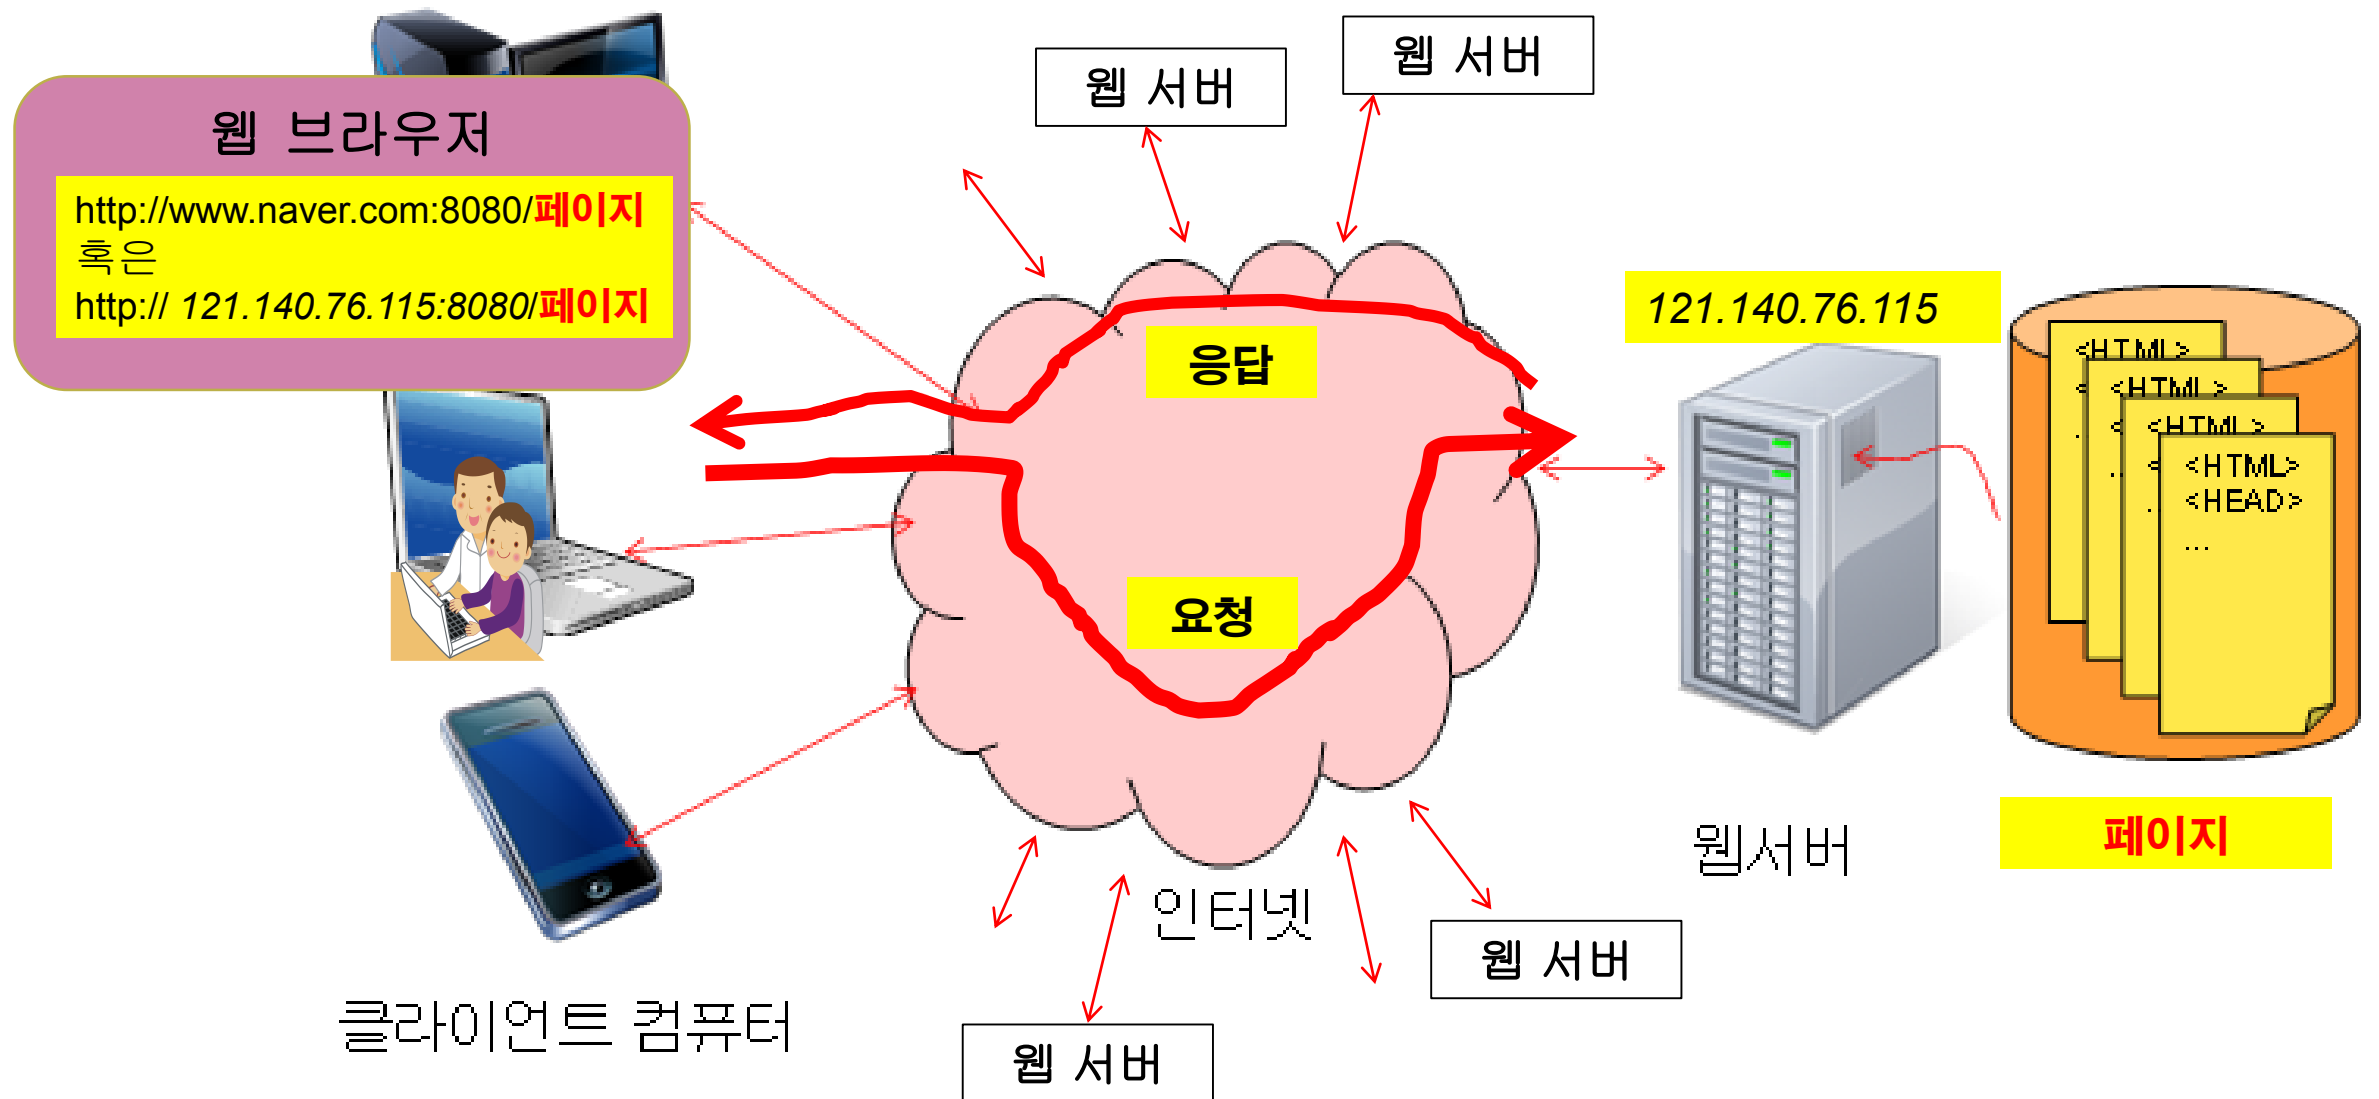 웹 서버
웹 서버
웹 브라우저
http://www.naver.com:8080/페이지
혹은
http:// 121.140.76.115:8080/페이지
응답
요청
121.140.76.115
<HTML>
<HTML>
<HTML>
<HTML>
<HEAD>
...
웹서버
페이지
인터넷
웹 서버
웹 서버
클라이언트 컴퓨터